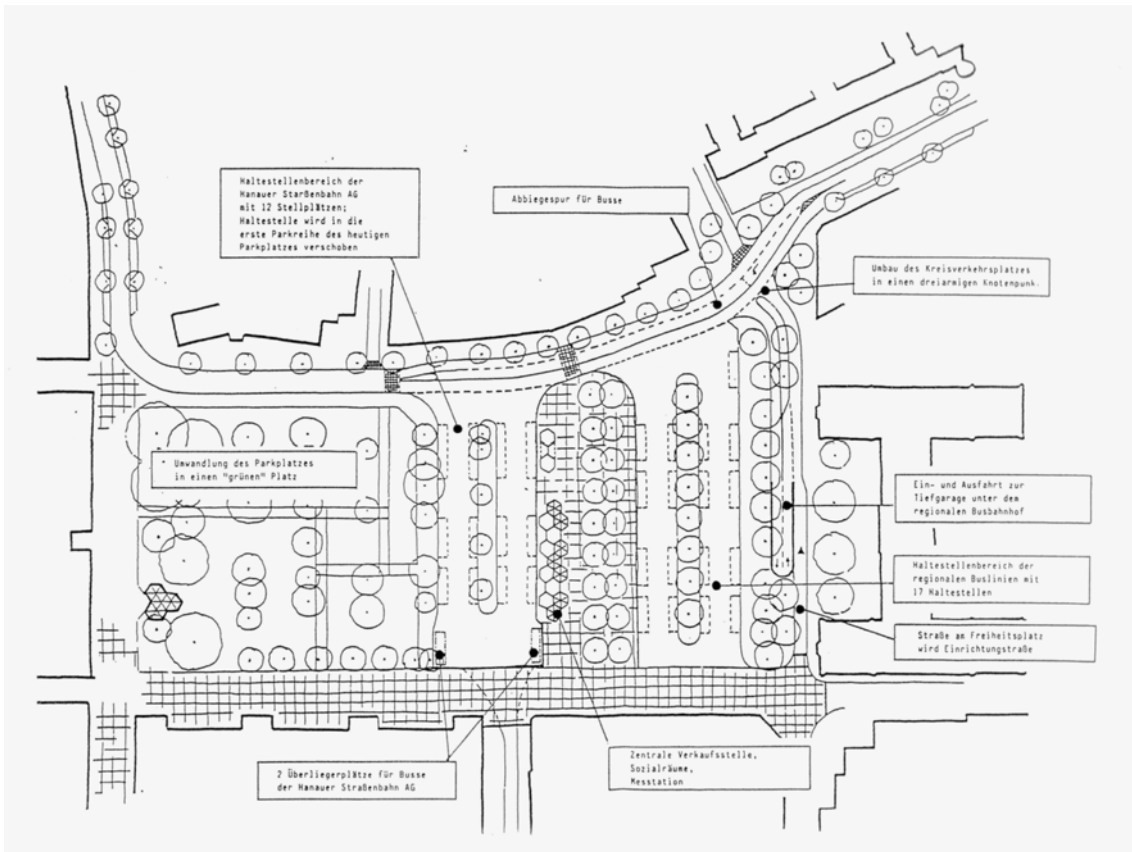 Haltestellenbereich der
Hanauer Starßenbahn AG
mit 12 Stellplätzen;
Haltestelle wird in die
erste Parkreihe des heutigen
Parkplatzes verschoben
Abbiegespur für Busse
Umbau des Kreisverkehrsplatzes
in einen dreiarmigen Knotenpunk.
Umwandlung des Parkplatzes
in einen "grünen" Platz
Ein- und Ausfahrt zur
Tiefgarage unter dem
regionalen Busbahnhof
Haltestellenbereich der
regionalen Buslinien mit
17 Haltestellen
Straße am Freiheitsplatz
wird Einrichtungstraße
Zentrale Verkaufsstelle,
Sozialräume,
Messtation
2 Überliegerplätze für Busse
der Hanauer Straßenbahn AG